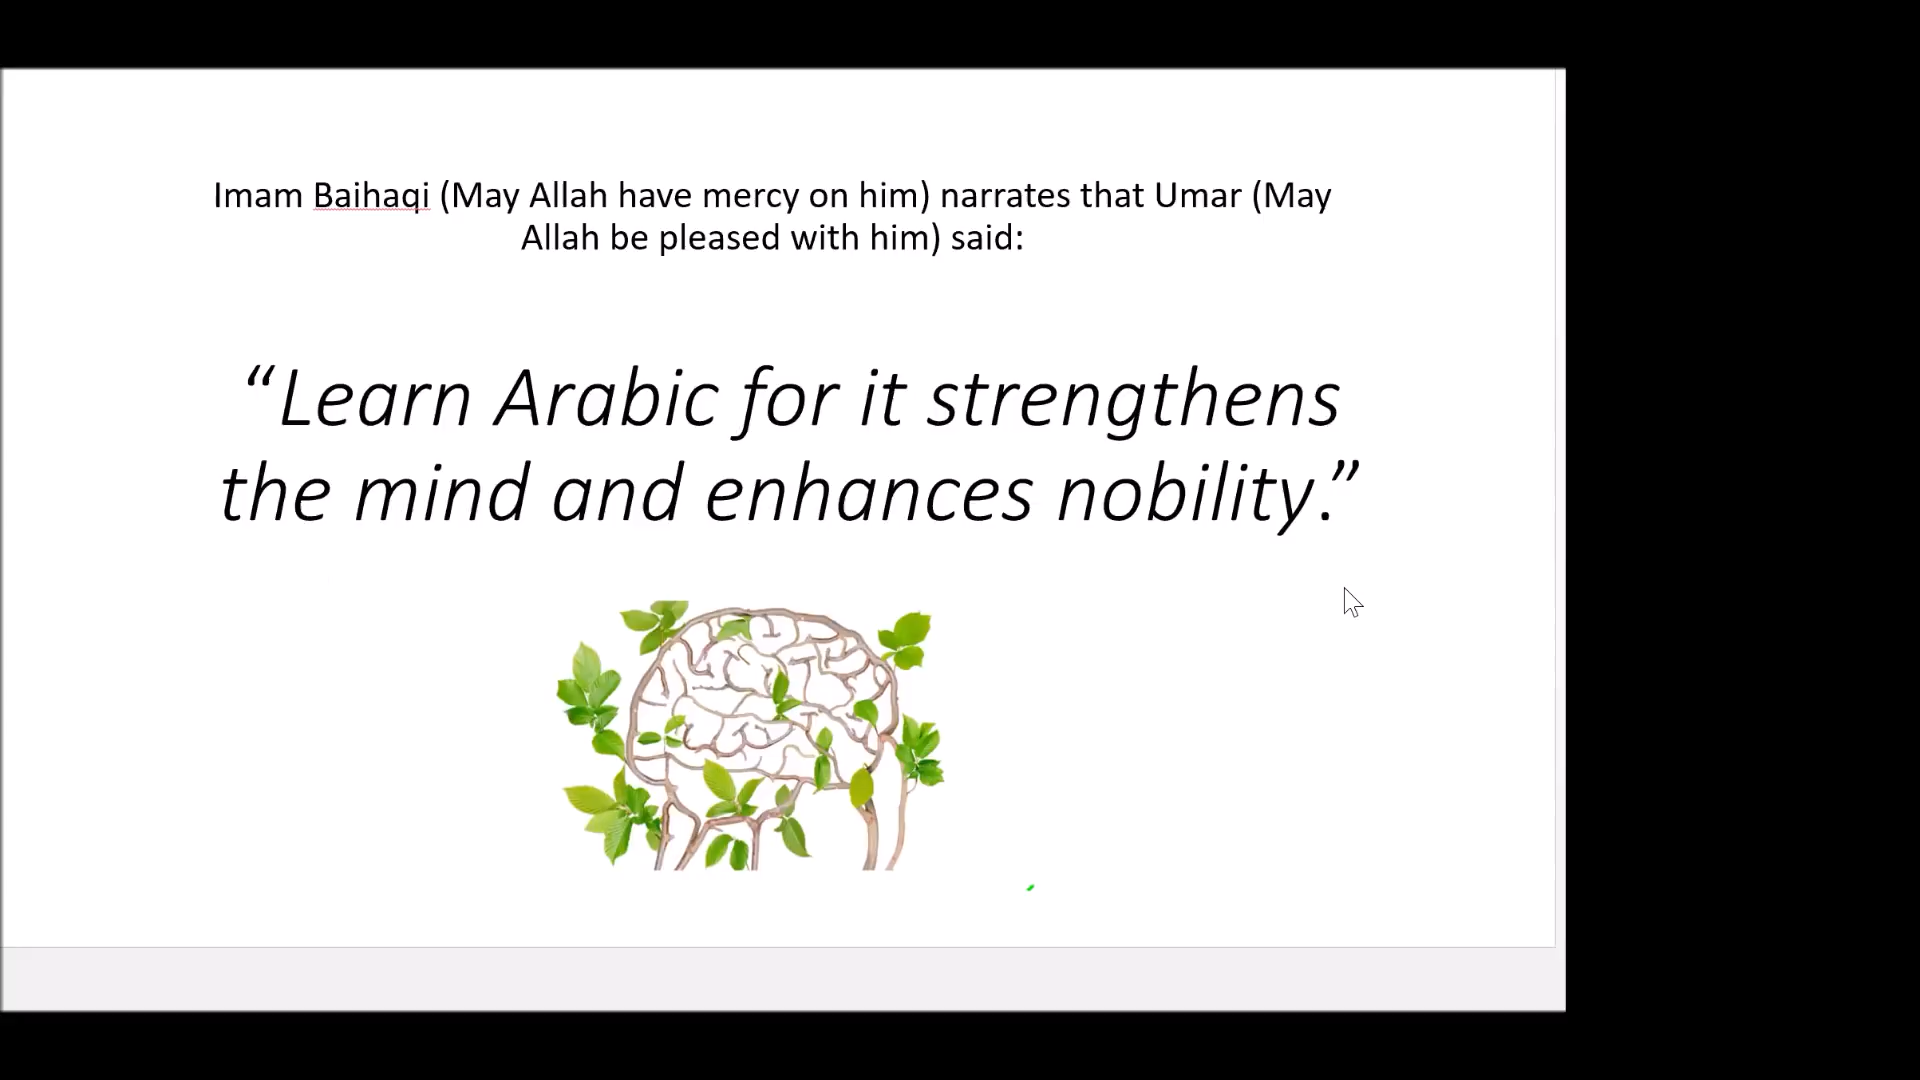 Imam Baihaqi (May Allah have mercy on him) narrates that Umar (May
Allah be pleased with him) said:
“Learn Arabic for it strengthens
the mind and enhances nobility.”